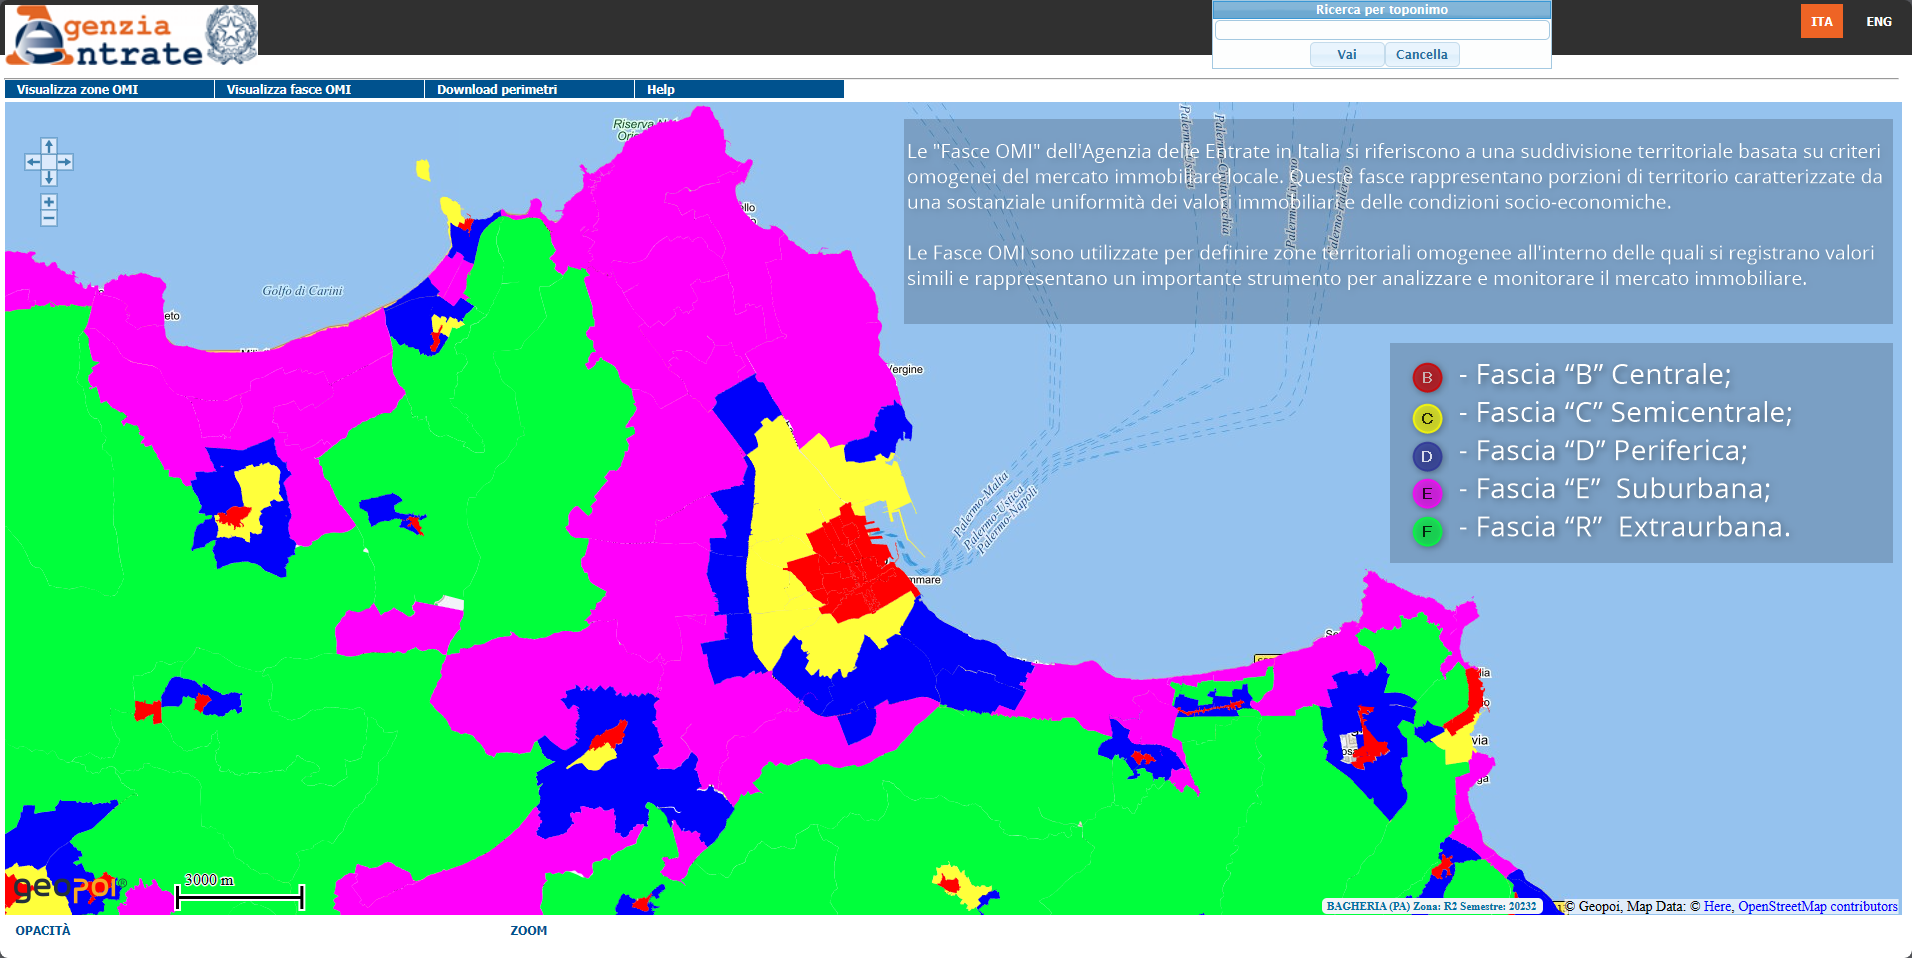 Agenzia
Entrate
Ricerca per toponimo
Vai
Cancella
ITA
ENG
Visualizza zone OMI
Visualizza fasce OMI
Download perimetri
Help
Le "Fasce OMI" dell'Agenzia delle Entrate in Italia si riferiscono a una suddivisione territoriale basata su criteri
omogenei del mercato immobiliare locale. Queste fasce rappresentano porzioni di territorio caratterizzate da
una sostanziale uniformità dei valori immobiliari e delle condizioni socio-economiche.
Le Fasce OMI sono utilizzate per definire zone territoriali omogenee all'interno delle quali si registrano valori
simili e rappresentano un importante strumento per analizzare e monitorare il mercato immobiliare.
B - Fascia “B” Centrale;
C - Fascia “C” Semicentrale;
D - Fascia “D” Periferica;
E - Fascia “E” Suburbana;
F - Fascia “R” Extraurbana.
Riserva
Golfo di Carini
eto
Vergine
Palermo-Malta
Palermo-Ustica
Palermo-Napoli
mmare
lia
via
ga
geopoi
3000 m
BAGHERIA (PA) Zona: R2 Semestre: 20232
© Geopoi, Map Data: © Here, OpenStreetMap contributors
OPACITÀ
ZOOM